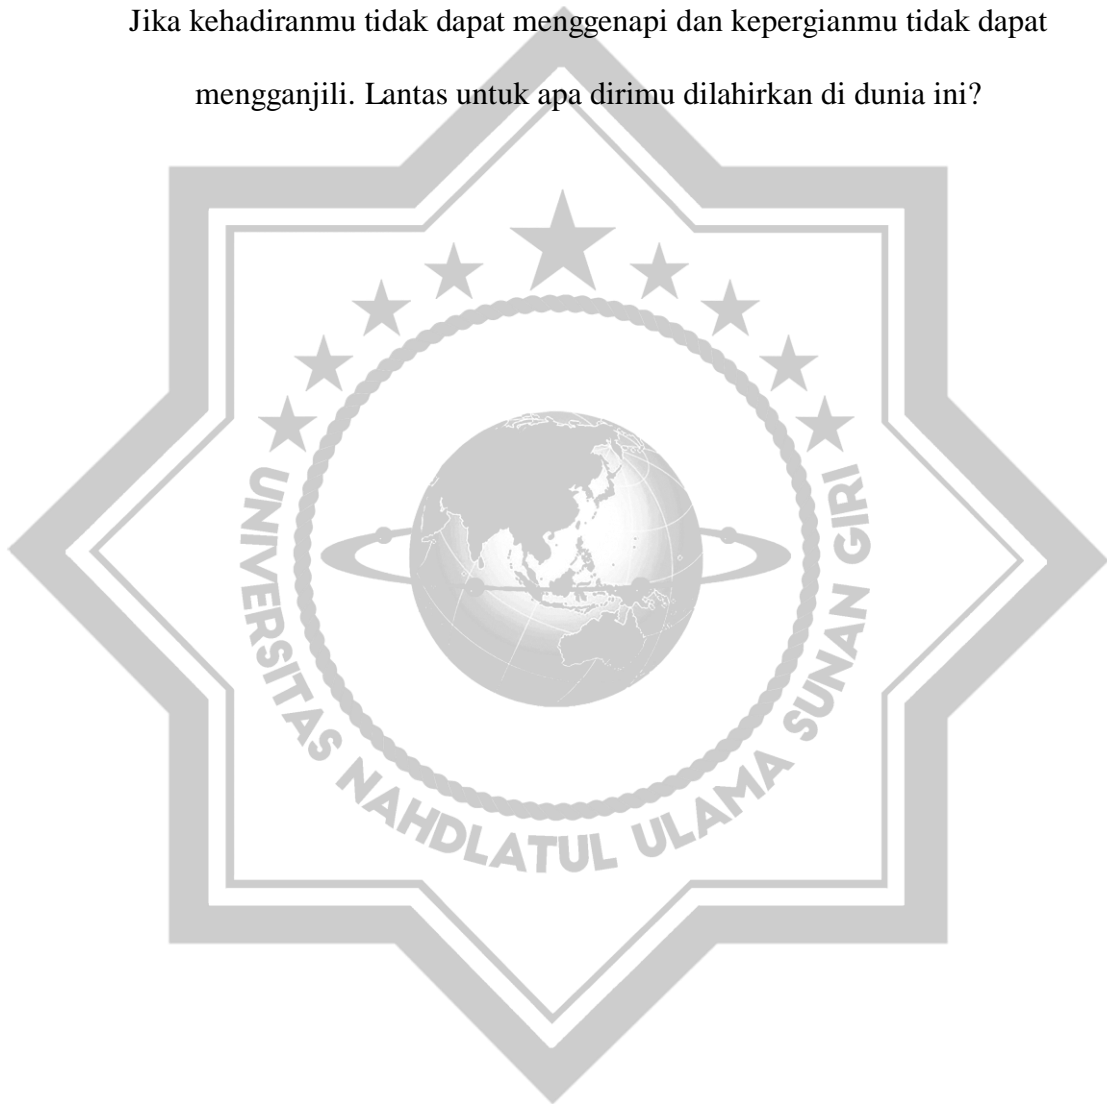 Jika kehadiranmu tidak dapat menggenapi dan kepergianmu tidak dapat
mengganjili. Lantas untuk apa dirimu dilahirkan di dunia ini?
UNIVERSITAS NAHDLATUL ULAMA SUNAN GIRI